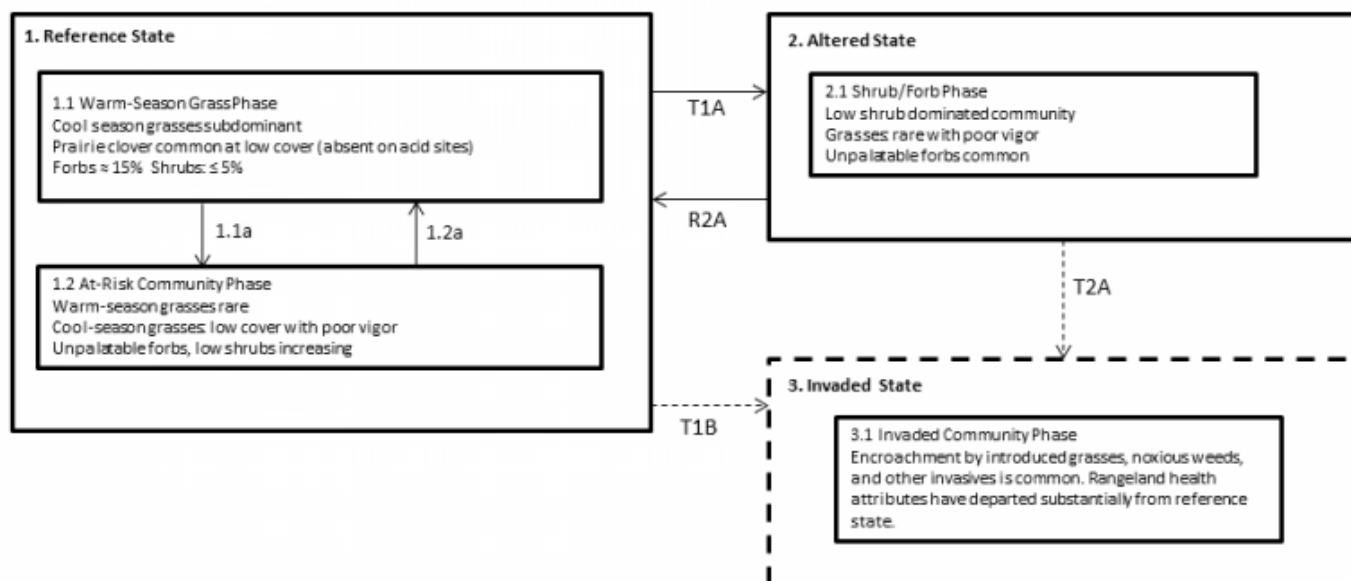 1. Reference State
1.1 Warm-Season Grass Phase
Cool season grasses subdominant
Prairie clover common at low cover (absent on acid sites)
Forbs ≈ 15% Shrubs: ≤ 5%
1.1a
1.2a
1.2 At-Risk Community Phase
Warm-season grasses rare
Cool-season grasses: low cover with poor vigor
Unpalatable forbs, low shrubs increasing
T1A
R2A
T1B
2. Altered State
2.1 Shrub/Forb Phase
Low shrub dominated community
Grasses: rare with poor vigor
Unpalatable forbs common
T2A
3. Invaded State
3.1 Invaded Community Phase
Encroachment by introduced grasses, noxious weeds,
and other invasives is common. Rangeland health
attributes have departed substantially from reference
state.